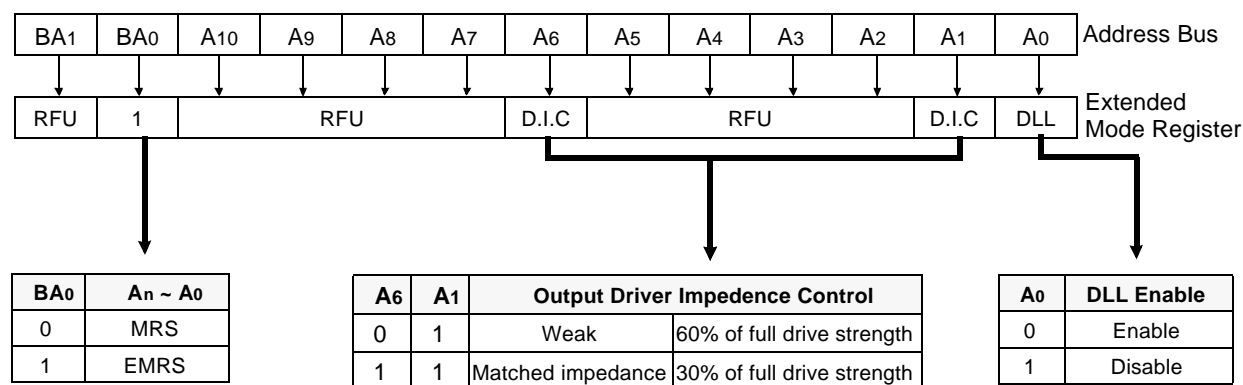 BA1 BA0 A10 A9 A8 A7 A6 A5 A4 A3 A2 A1 A0 Address Bus
RFU 1 RFU D.I.C RFU D.I.C DLL Extended
Mode Register
BA0 An ~ A0
0 MRS
1 EMRS
A6 A1 Output Driver Impedence Control
0 1 Weak 60% of full drive strength
1 1 Matched impedance 30% of full drive strength
A0 DLL Enable
0 Enable
1 Disable